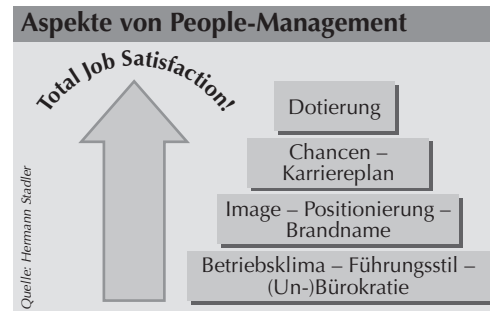 Aspekte von People-Management
Total Job Satisfaction!
Dotierung
Chancen –
Karriereplan
Image – Positionierung –
Brandname
Betriebsklima – Führungsstil –
(Un-)Bürokratie
Quelle: Hermann Stadler